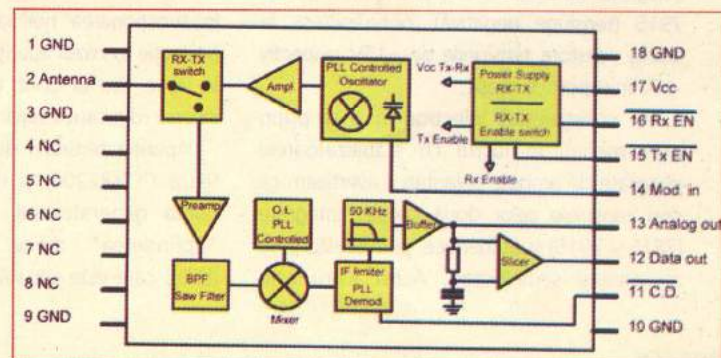 1 GND
2 Antenna
3 GND
4 NC
5 NC
6 NC
7 NC
8 NC
9 GND
RX-TX
switch
Ampl.
PLL Controlled
Oscillator
Vcc Tx-Rx
Tx Enable
Power Supply
RX-TX
RX-TX
Enable switch
Rx Enable
Preamp
O.L.
PLL
Controlled
50 KHz
Buffer
BPF
Saw Filter
Mixer
IF limiter
PLL
Demod.
Slicer
18 GND
17 Vcc
16 Rx EN
15 Tx EN
14 Mod. in
13 Analog out
12 Data out
11 C.D.
10 GND